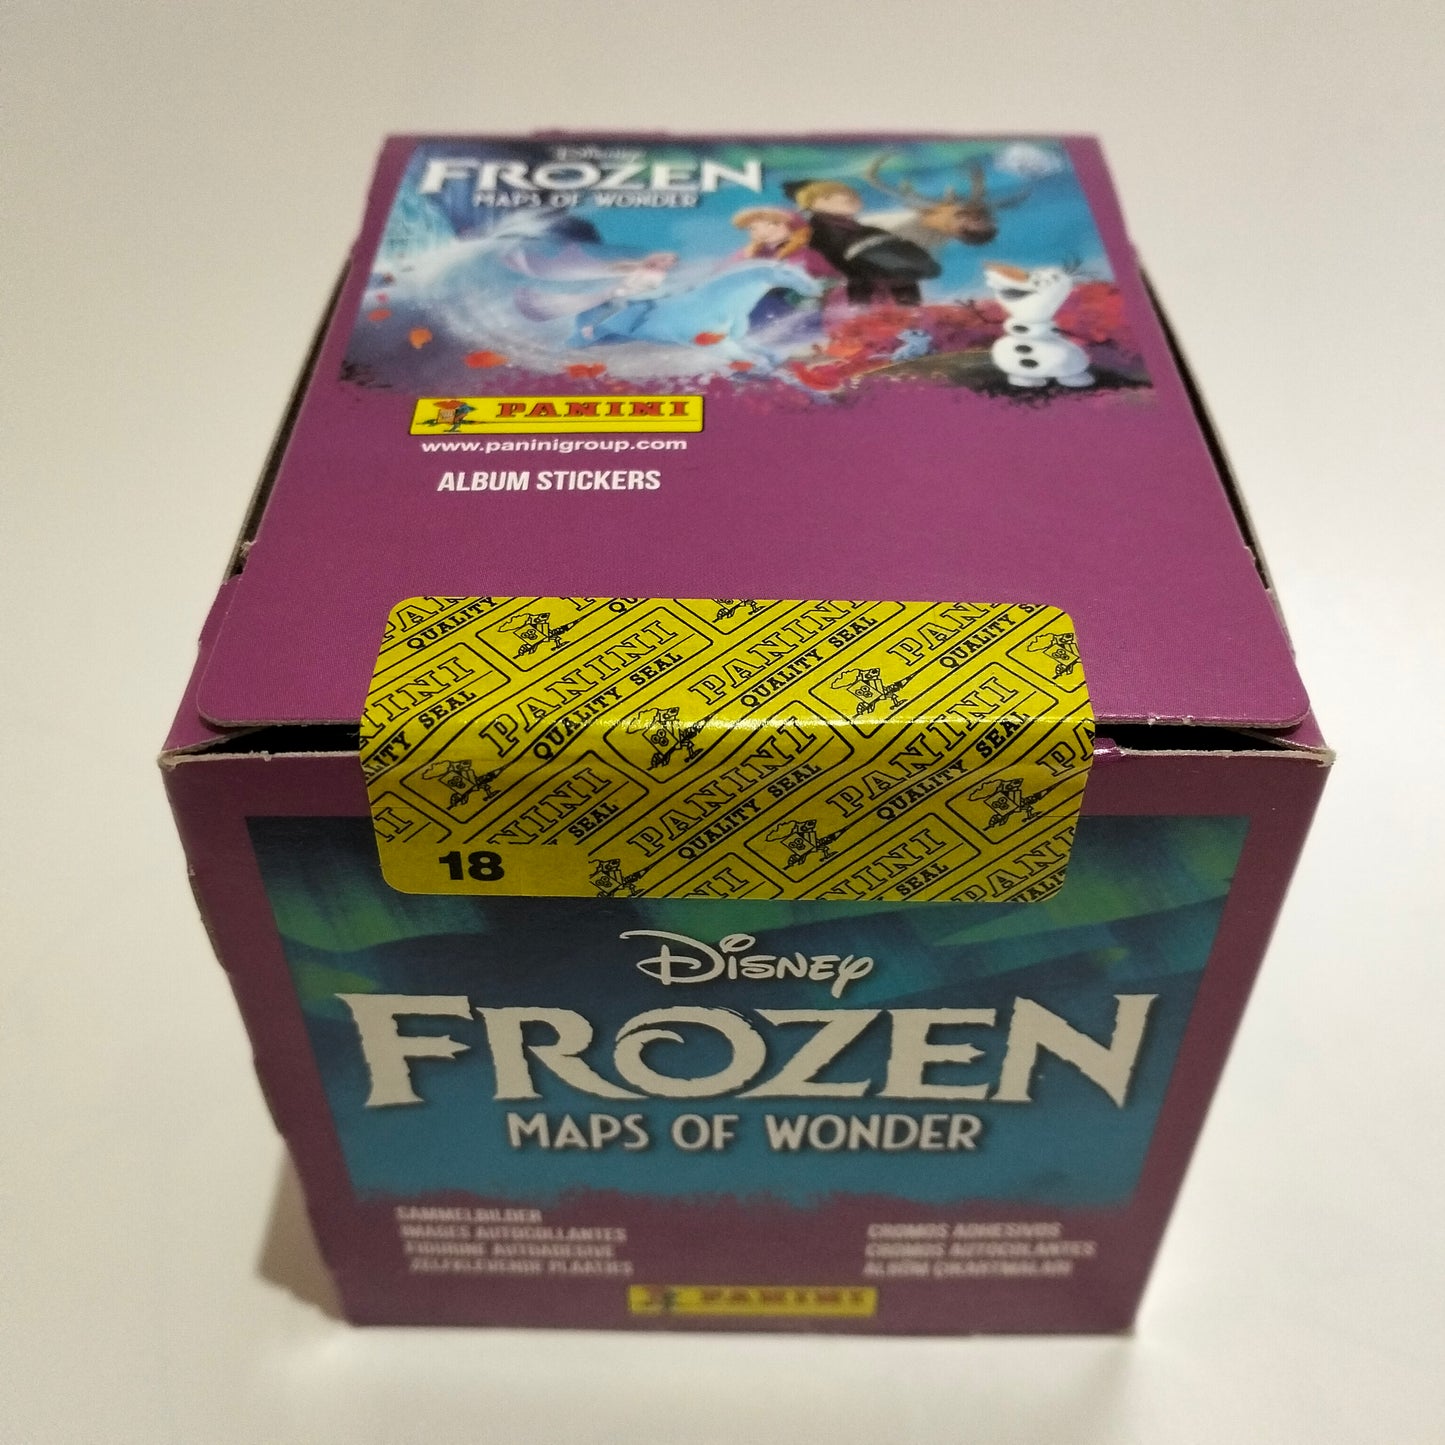 Disney
FROZEN
MAPS OF WONDER
PANINI
www.paninigroup.com
ALBUM STICKERS
PANINI
QUALITY SEAL
18
Disney
FROZEN
MAPS OF WONDER
SAMMELBILDER
IMAGES AUTOCOLLANTES
FIGURINE AUTOADESIVE
ZELFKLEVENDE PLAATJES
CROMOS ADHESIVOS
CROMOS AUTOCOLANTES
ALBÜM ÇIKARTMALARI
PANINI